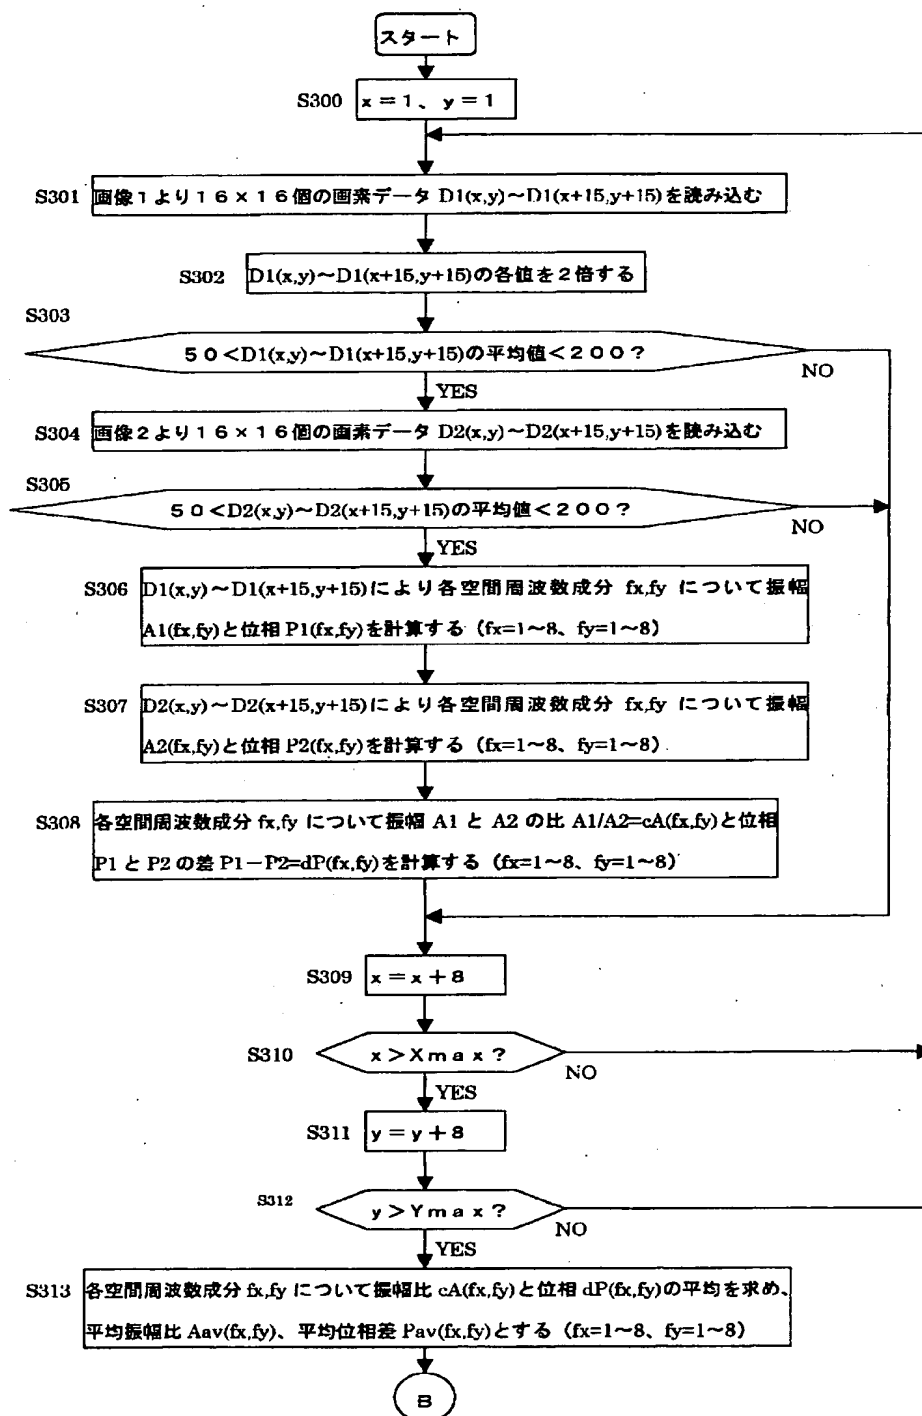 スタート
S300
x=1、y=1
S301
画像1より16×16個の画素データ D1(x,y)~D1(x+15,y+15)を読み込む
S302
D1(x,y)~D1(x+15,y+15)の各値を2倍する
S303
50<D1(x,y)~D1(x+15,y+15)の平均値<200?
NO
YES
S304
画像2より16×16個の画素データ D2(x,y)~D2(x+15,y+15)を読み込む
S305
50<D2(x,y)~D2(x+15,y+15)の平均値<200?
NO
YES
S306
D1(x,y)~D1(x+15,y+15)により各空間周波数成分 fx,fy について振幅
A1(fx,fy)と位相 P1(fx,fy)を計算する(fx=1~8、fy=1~8)
S307
D2(x,y)~D2(x+15,y+15)により各空間周波数成分 fx,fy について振幅
A2(fx,fy)と位相 P2(fx,fy)を計算する(fx=1~8、fy=1~8)
S308
各空間周波数成分 fx,fy について振幅 A1 と A2 の比 A1/A2=cA(fx,fy)と位相
P1 と P2 の差 P1-P2=dP(fx,fy)を計算する(fx=1~8、fy=1~8)
S309
x=x+8
S310
x>Xmax?
NO
YES
S311
y=y+8
S312
y>Ymax?
NO
YES
S313
各空間周波数成分 fx,fy について振幅比 cA(fx,fy)と位相 dP(fx,fy)の平均を求め、
平均振幅比 Aav(fx,fy)、平均位相差 Pav(fx,fy)とする(fx=1~8、fy=1~8)
B